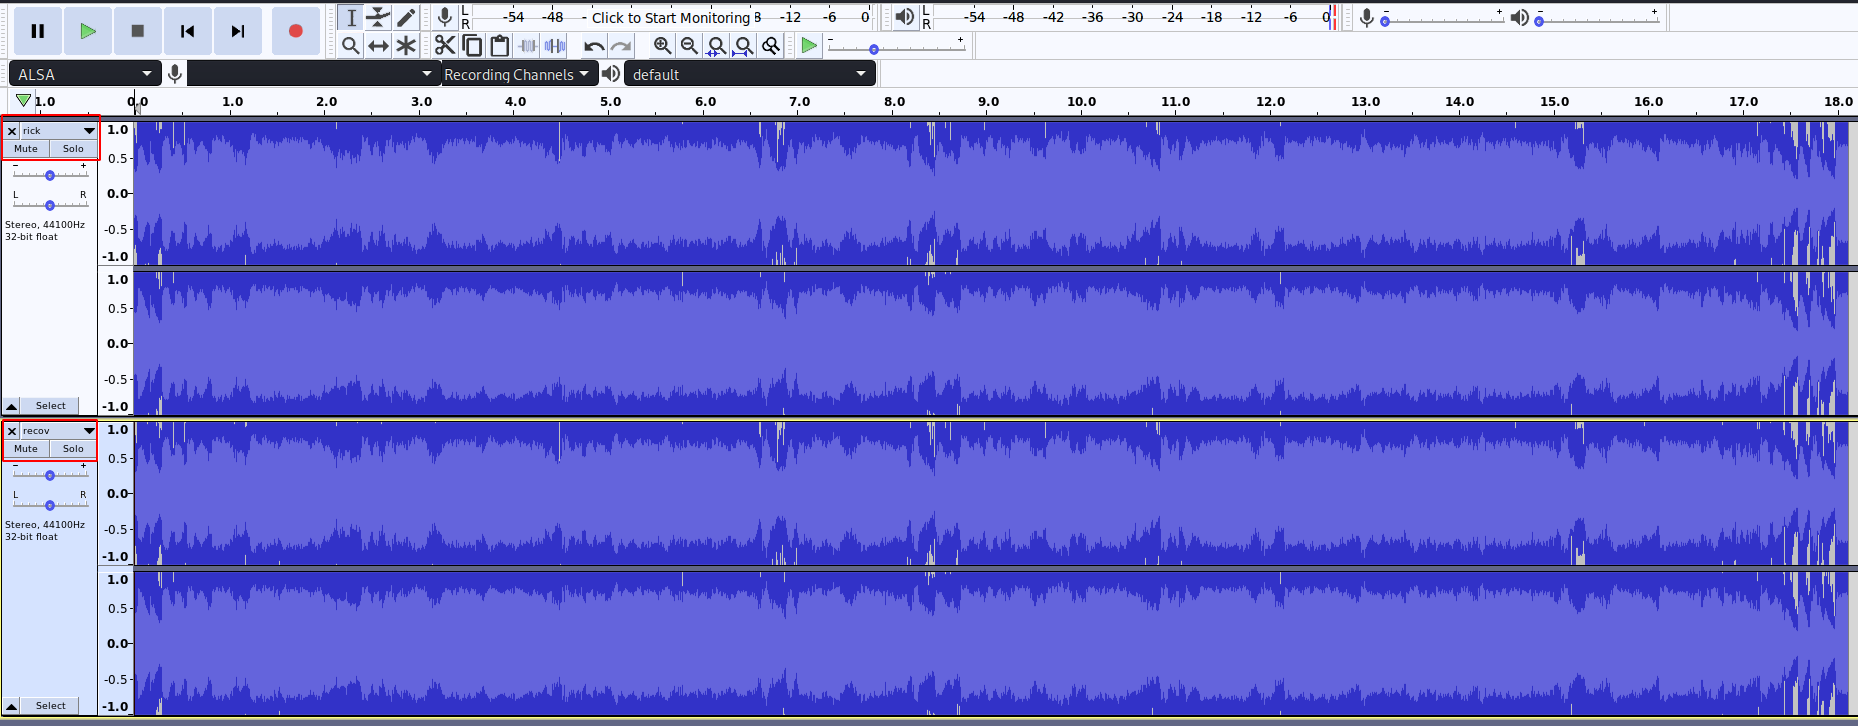 L R -54 -48 - Click to Start Monitoring 8 -12 -6 0 L R -54 -48 -42 -36 -30 -24 -18 -12 -6 0 - + - +
- +
ALSA Recording Channels default
1.0 0.0 1.0 2.0 3.0 4.0 5.0 6.0 7.0 8.0 9.0 10.0 11.0 12.0 13.0 14.0 15.0 16.0 17.0 18.0
rick
Mute Solo
- +
L R
Stereo, 44100Hz
32-bit float
Select
1.0
0.5
0.0
-0.5
-1.0
1.0
0.5
0.0
-0.5
-1.0
recov
Mute Solo
- +
L R
Stereo, 44100Hz
32-bit float
Select
1.0
0.5
0.0
-0.5
-1.0
1.0
0.5
0.0
-0.5
-1.0